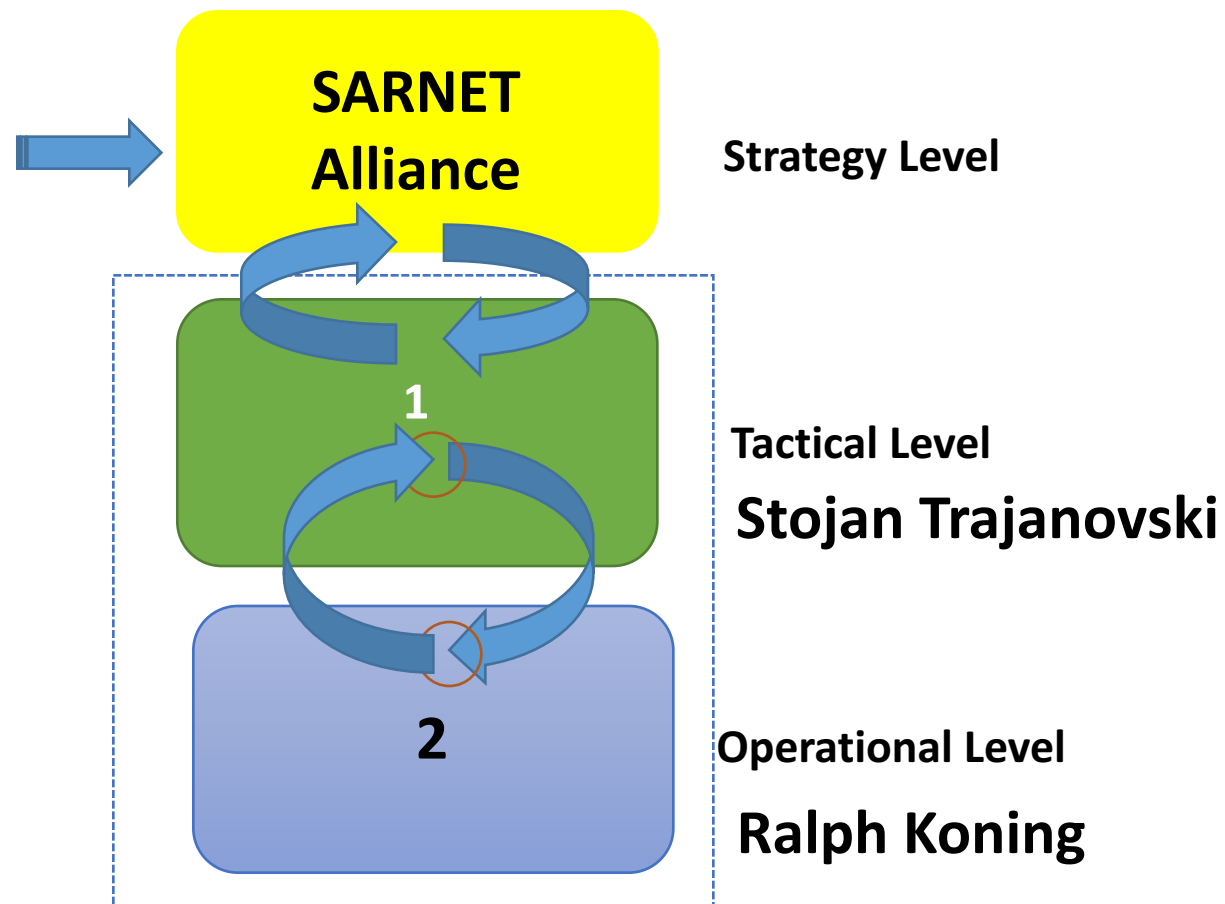 SARNET
Alliance
Strategy Level
1
Tactical Level
Stojan Trajanovski
2
Operational Level
Ralph Koning